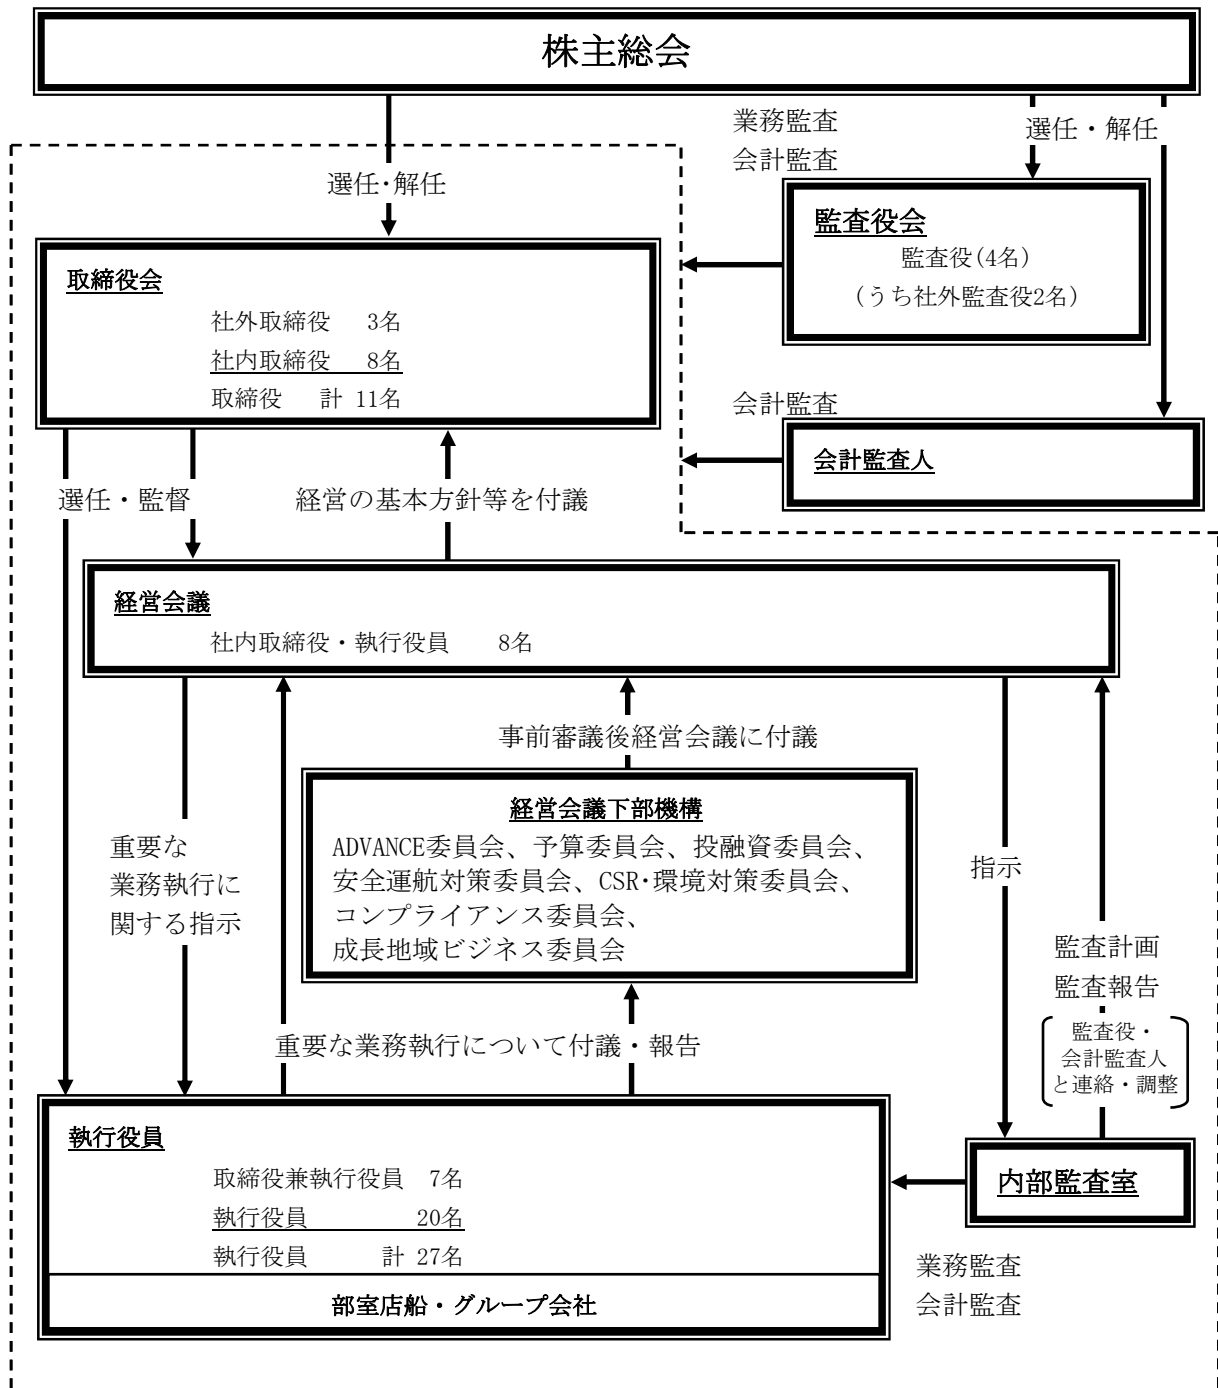 株主総会
業務監査
会計監査
選任・解任
選任・解任
監査役会
監査役(4名)
(うち社外監査役2名)
取締役会
社外取締役 3名
社内取締役 8名
取締役 計 11名
会計監査
会計監査人
選任・監督
経営の基本方針等を付議
経営会議
社内取締役・執行役員 8名
事前審議後経営会議に付議
経営会議下部機構
ADVANCE委員会、予算委員会、投融資委員会、
安全運航対策委員会、CSR・環境対策委員会、
コンプライアンス委員会、
成長地域ビジネス委員会
重要な
業務執行に
関する指示
指示
監査計画
監査報告
監査役・
会計監査人
と連絡・調整
重要な業務執行について付議・報告
執行役員
取締役兼執行役員 7名
執行役員 20名
執行役員 計 27名
部室店船・グループ会社
内部監査室
業務監査
会計監査